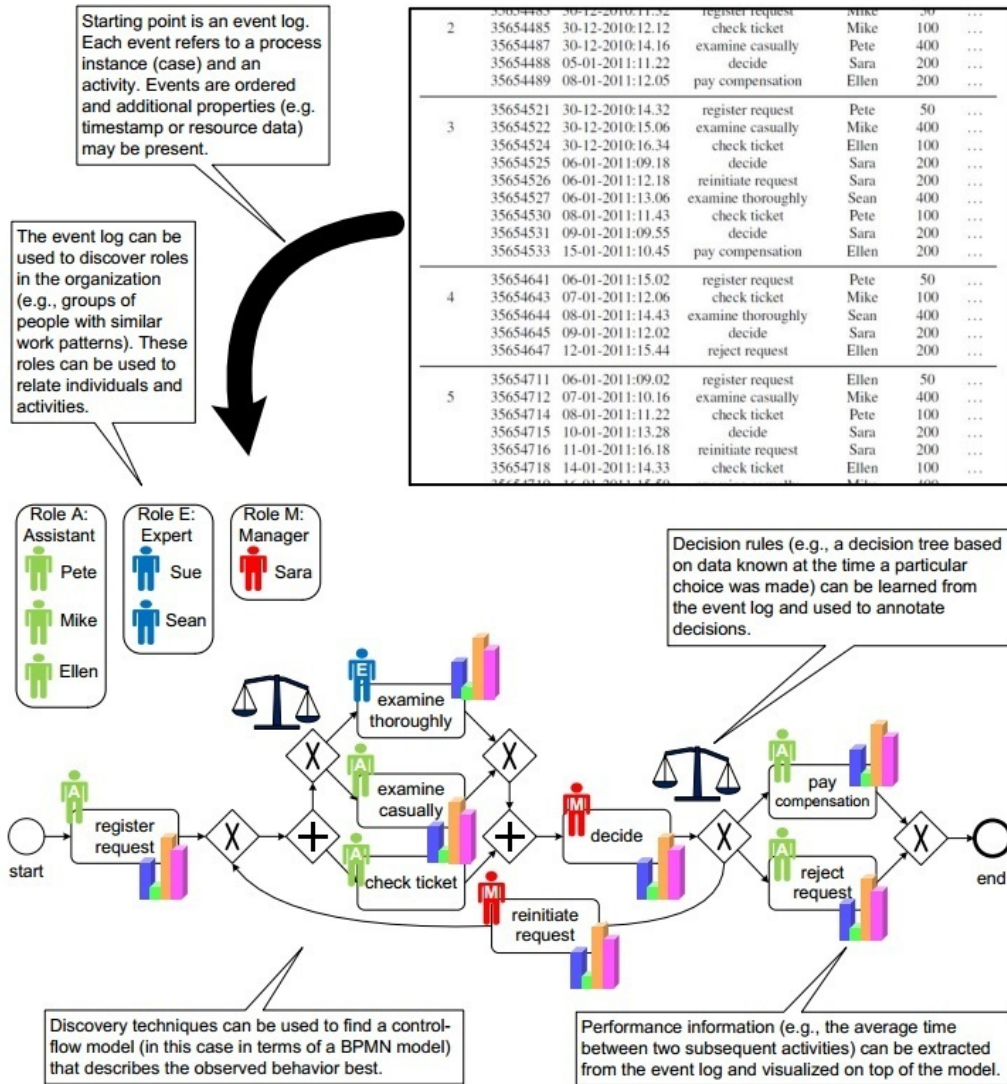 Starting point is an event log.
Each event refers to a process
instance (case) and an
activity. Events are ordered
and additional properties (e.g.
timestamp or resource data)
may be present.
35654483 30-12-2010:11.32 register request Mike 50 ...
2 35654485 30-12-2010:12.12 check ticket Mike 100 ...
35654487 30-12-2010:14.16 examine casually Pete 400 ...
35654488 05-01-2011:11.22 decide Sara 200 ...
35654489 08-01-2011:12.05 pay compensation Ellen 200 ...
35654521 30-12-2010:14.32 register request Pete 50 ...
3 35654522 30-12-2010:15.06 examine casually Mike 400 ...
35654524 30-12-2010:16.34 check ticket Ellen 100 ...
35654525 06-01-2011:09.18 decide Sara 200 ...
35654526 06-01-2011:12.18 reinitiate request Sara 200 ...
35654527 06-01-2011:13.06 examine thoroughly Sean 400 ...
35654530 08-01-2011:11.43 check ticket Pete 100 ...
35654531 09-01-2011:09.55 decide Sara 200 ...
35654533 15-01-2011:10.45 pay compensation Ellen 200 ...
35654641 06-01-2011:15.02 register request Pete 50 ...
4 35654643 07-01-2011:12.06 check ticket Mike 100 ...
35654644 08-01-2011:14.43 examine thoroughly Sean 400 ...
35654645 09-01-2011:12.02 decide Sara 200 ...
35654647 12-01-2011:15.44 reject request Ellen 200 ...
35654711 06-01-2011:09.02 register request Ellen 50 ...
5 35654712 07-01-2011:10.16 examine casually Mike 400 ...
35654714 08-01-2011:11.22 check ticket Pete 100 ...
35654715 10-01-2011:13.28 decide Sara 200 ...
35654716 11-01-2011:16.18 reinitiate request Sara 200 ...
35654718 14-01-2011:14.33 check ticket Ellen 100 ...
The event log can be
used to discover roles
in the organization
(e.g., groups of
people with similar
work patterns). These
roles can be used to
relate individuals and
activities.
Role A:
Assistant
Pete
Mike
Ellen
Role E:
Expert
Sue
Sean
Role M:
Manager
Sara
Decision rules (e.g., a decision tree based
on data known at the time a particular
choice was made) can be learned from
the event log and used to annotate
decisions.
start
A
register
request
E
examine
thoroughly
A
examine
casually
A
check ticket
M
decide
M
reinitiate
request
A
pay
compensation
A
reject
request
end
Discovery techniques can be used to find a control-
flow model (in this case in terms of a BPMN model)
that describes the observed behavior best.
Performance information (e.g., the average time
between two subsequent activities) can be extracted
from the event log and visualized on top of the model.